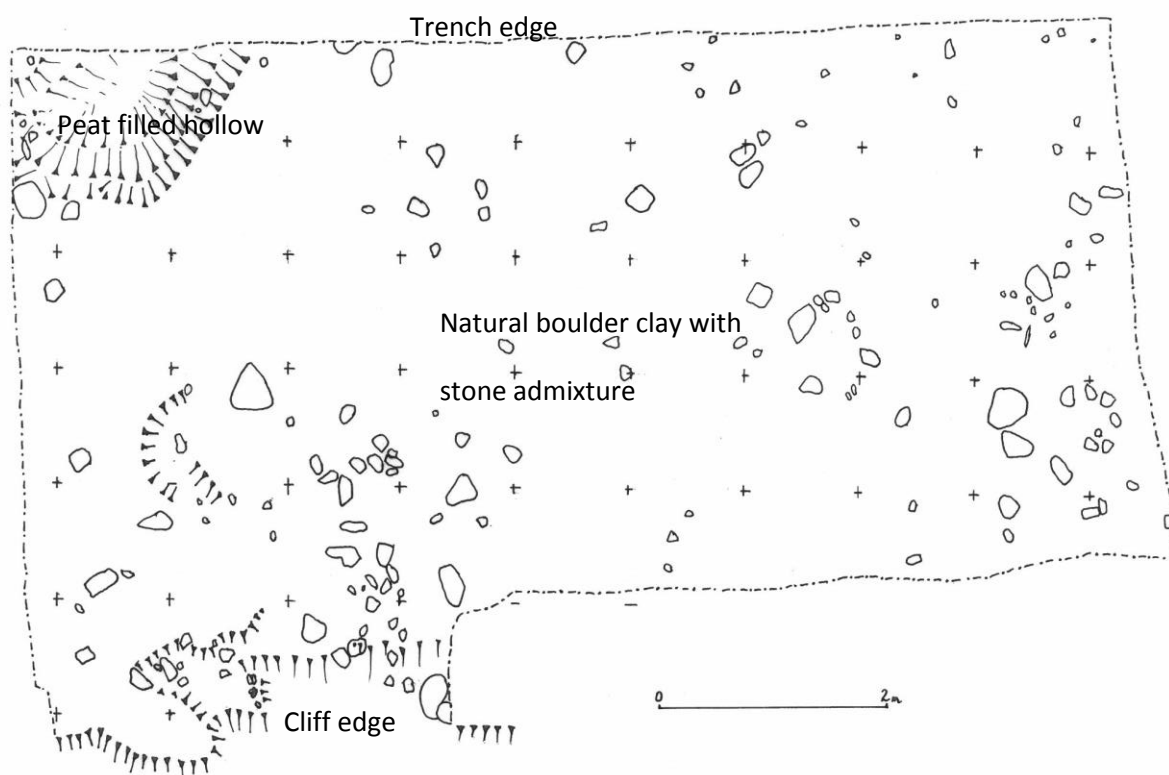 Trench edge
Peat filled hollow
Natural boulder clay with
stone admixture
Cliff edge
0 2m